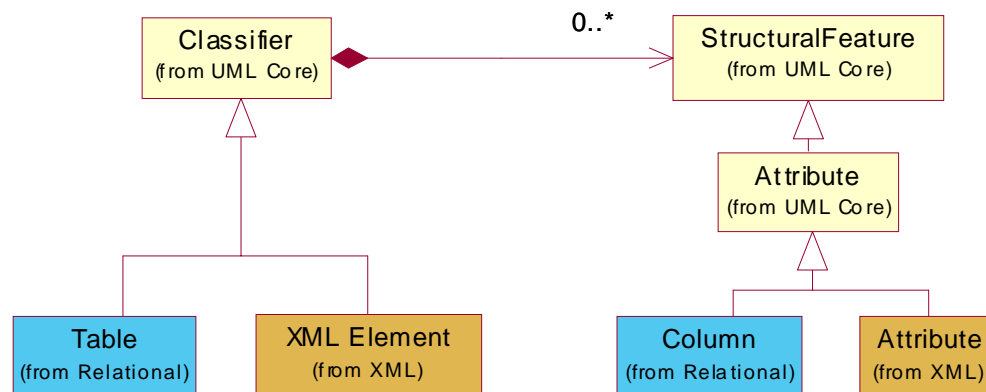 0..*
Classifier
(from UML Core)
StructuralFeature
(from UML Core)
Attribute
(from UML Core)
Table
(from Relational)
XML Element
(from XML)
Column
(from Relational)
Attribute
(from XML)